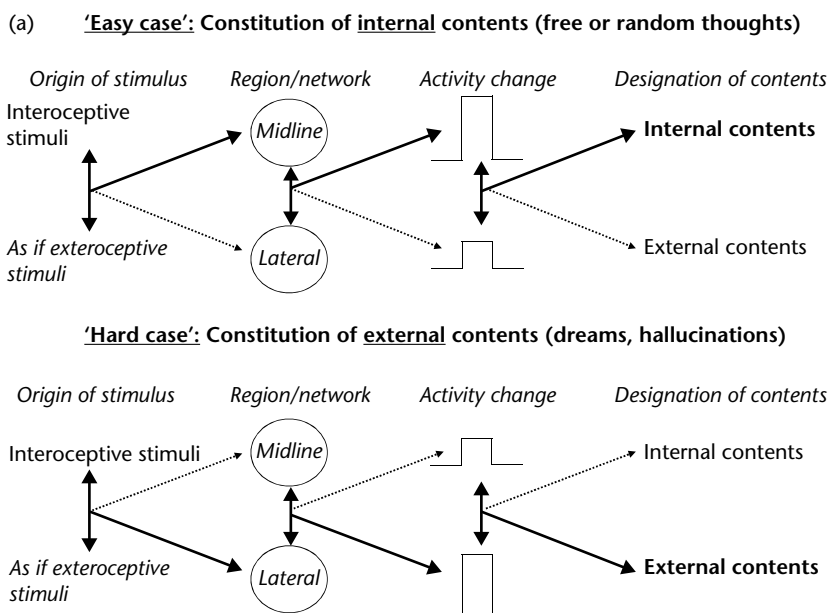 (a) 'Easy case': Constitution of internal contents (free or random thoughts)
Origin of stimulus Region/network Activity change Designation of contents
Interoceptive
stimuli
Midline
Internal contents
As if exteroceptive
stimuli
Lateral
External contents
'Hard case': Constitution of external contents (dreams, hallucinations)
Origin of stimulus Region/network Activity change Designation of contents
Interoceptive stimuli
Midline
Internal contents
As if exteroceptive
stimuli
Lateral
External contents